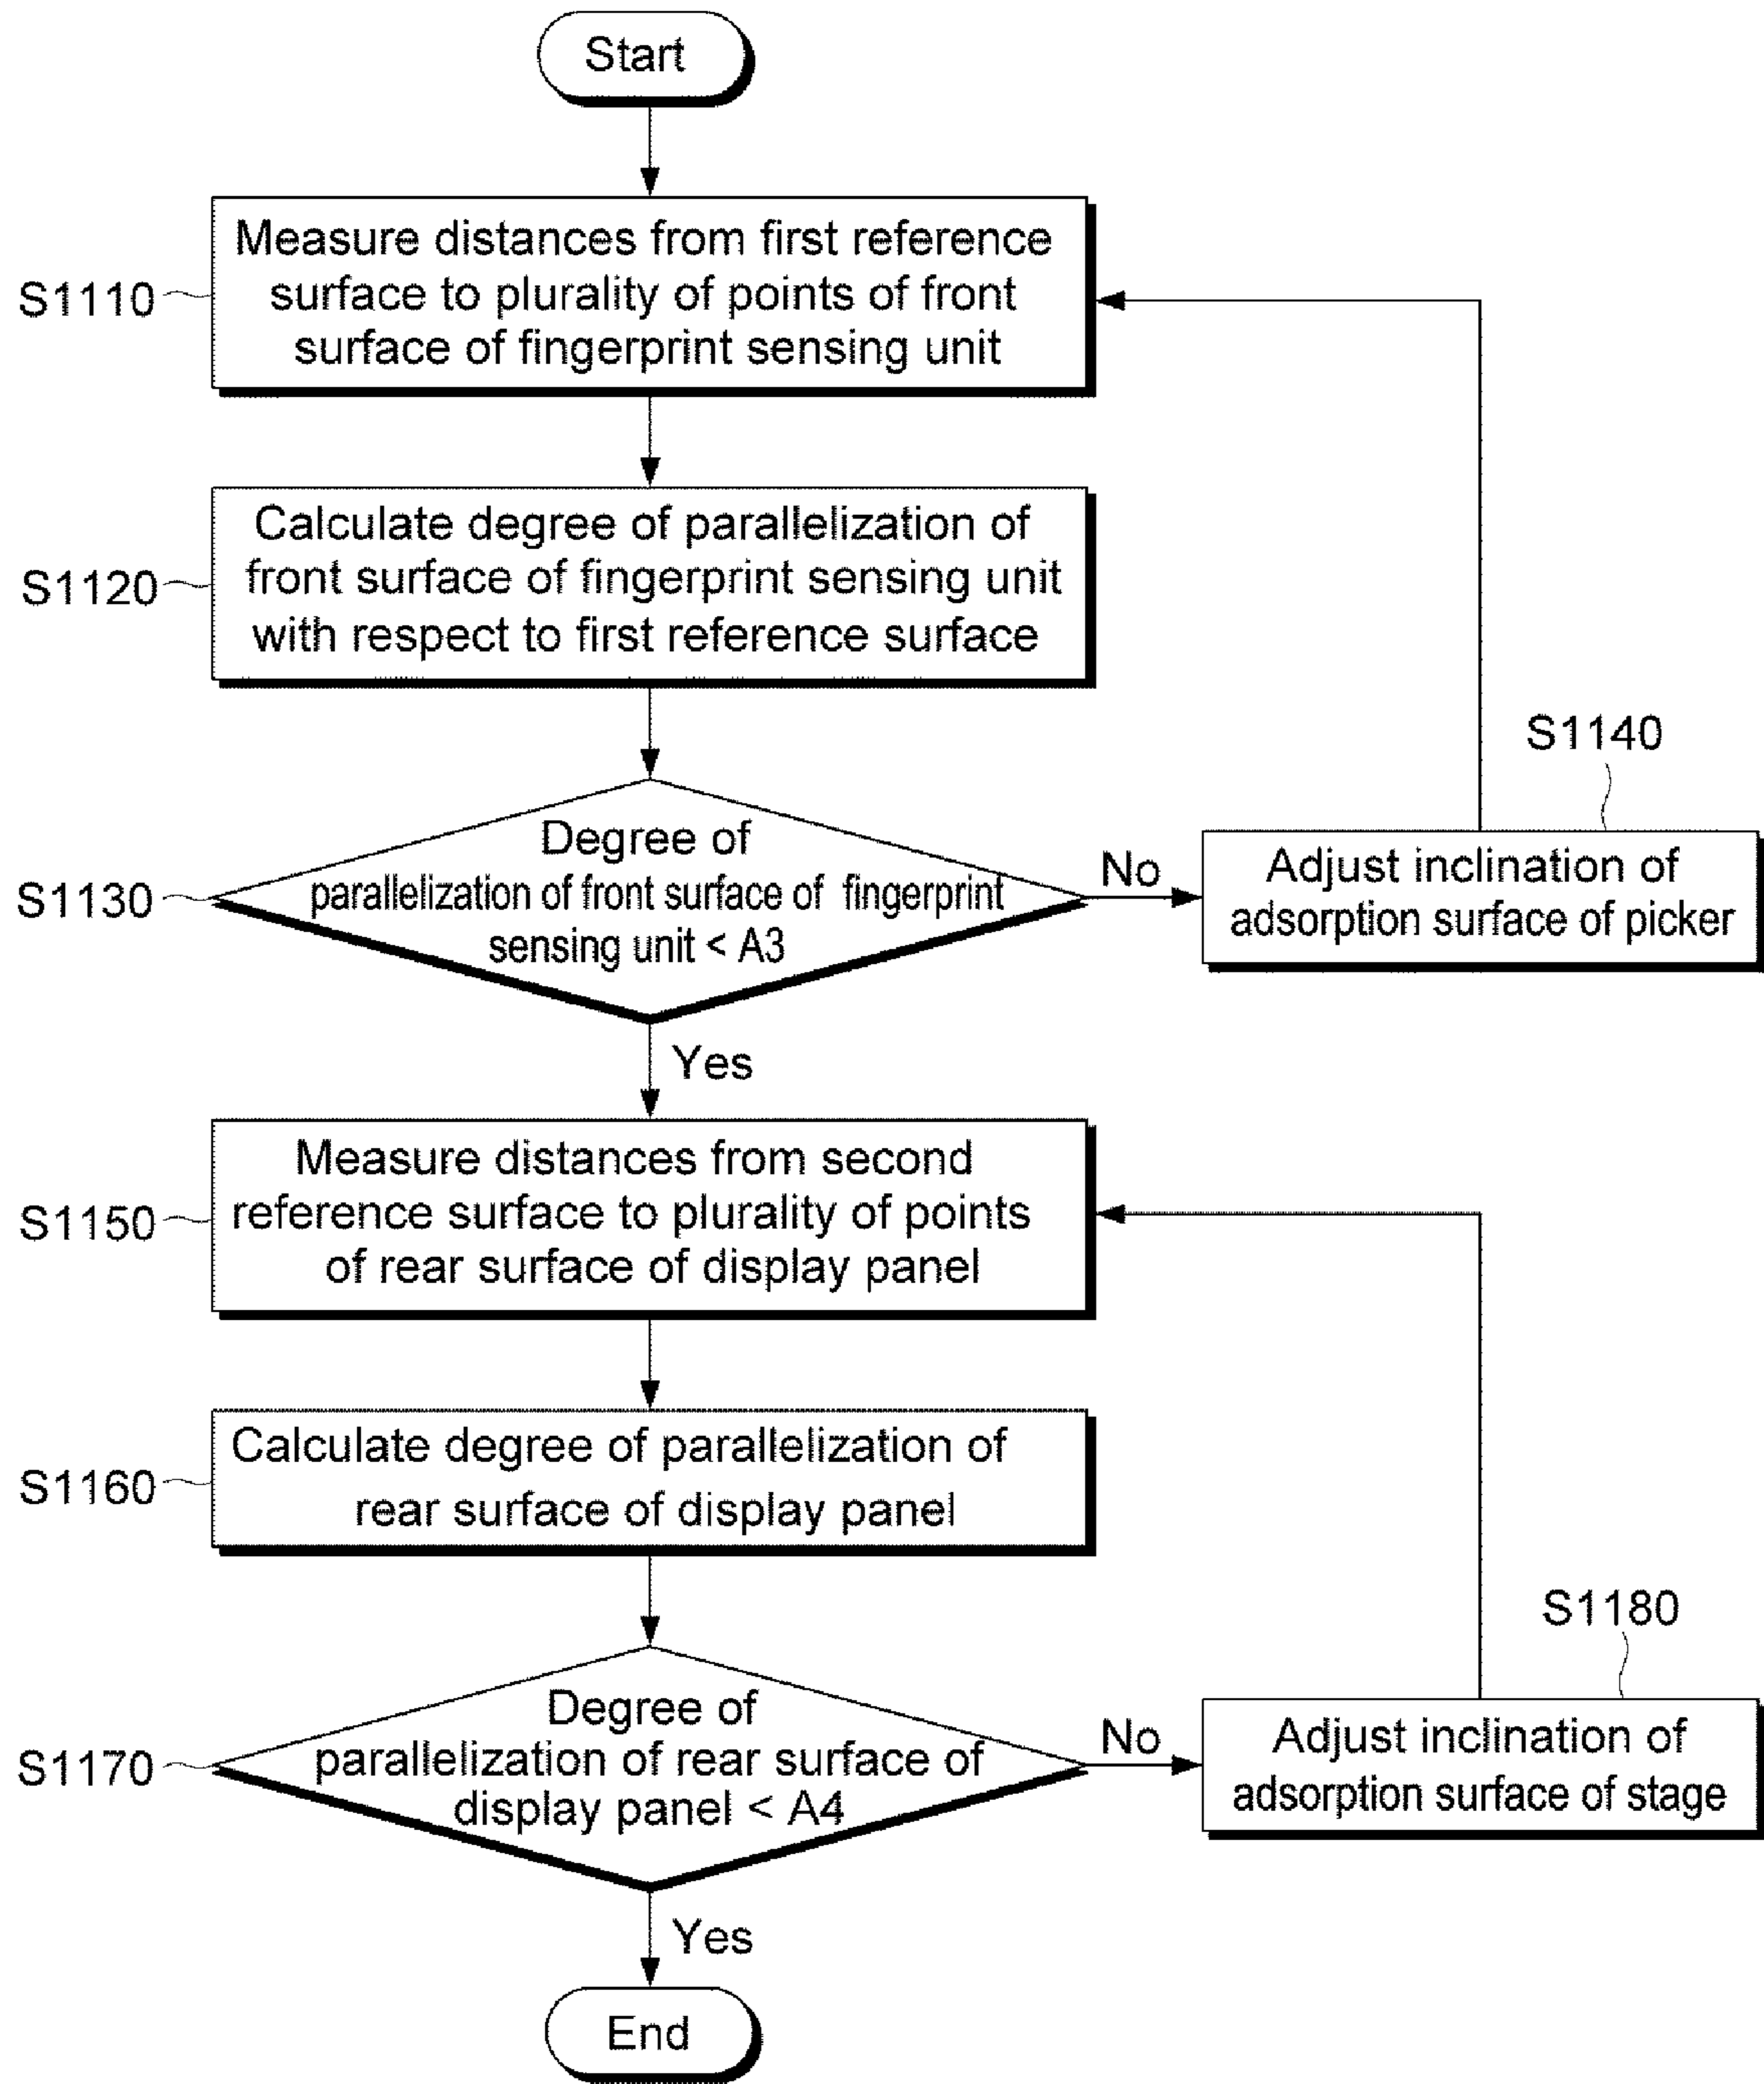 Start
Measure distances from first reference
surface to plurality of points of front
surface of fingerprint sensing unit
S1110
Calculate degree of parallelization of
front surface of fingerprint sensing unit
with respect to first reference surface
S1120
Degree of
parallelization of front surface of fingerprint
sensing unit < A3
S1130
No
S1140
Adjust inclination of
adsorption surface of picker
Yes
Measure distances from second
reference surface to plurality of points
of rear surface of display panel
S1150
Calculate degree of parallelization of
rear surface of display panel
S1160
Degree of
parallelization of rear surface of
display panel < A4
S1170
No
S1180
Adjust inclination of
adsorption surface of stage
Yes
End